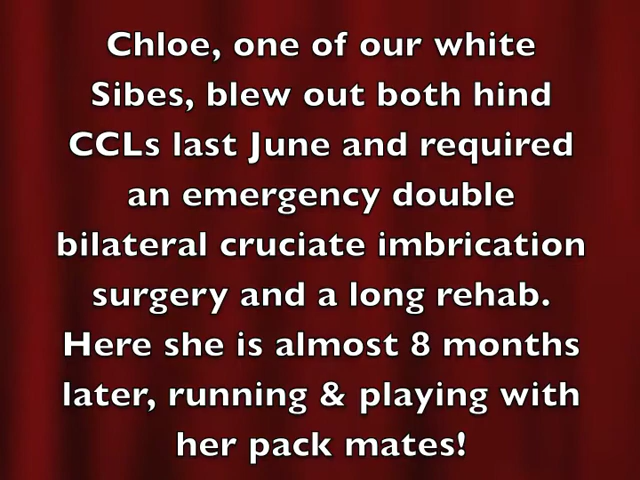 Chloe, one of our white
Sibes, blew out both hind
CCLs last June and required
an emergency double
bilateral cruciate imbrication
surgery and a long rehab.
Here she is almost 8 months
later, running & playing with
her pack mates!